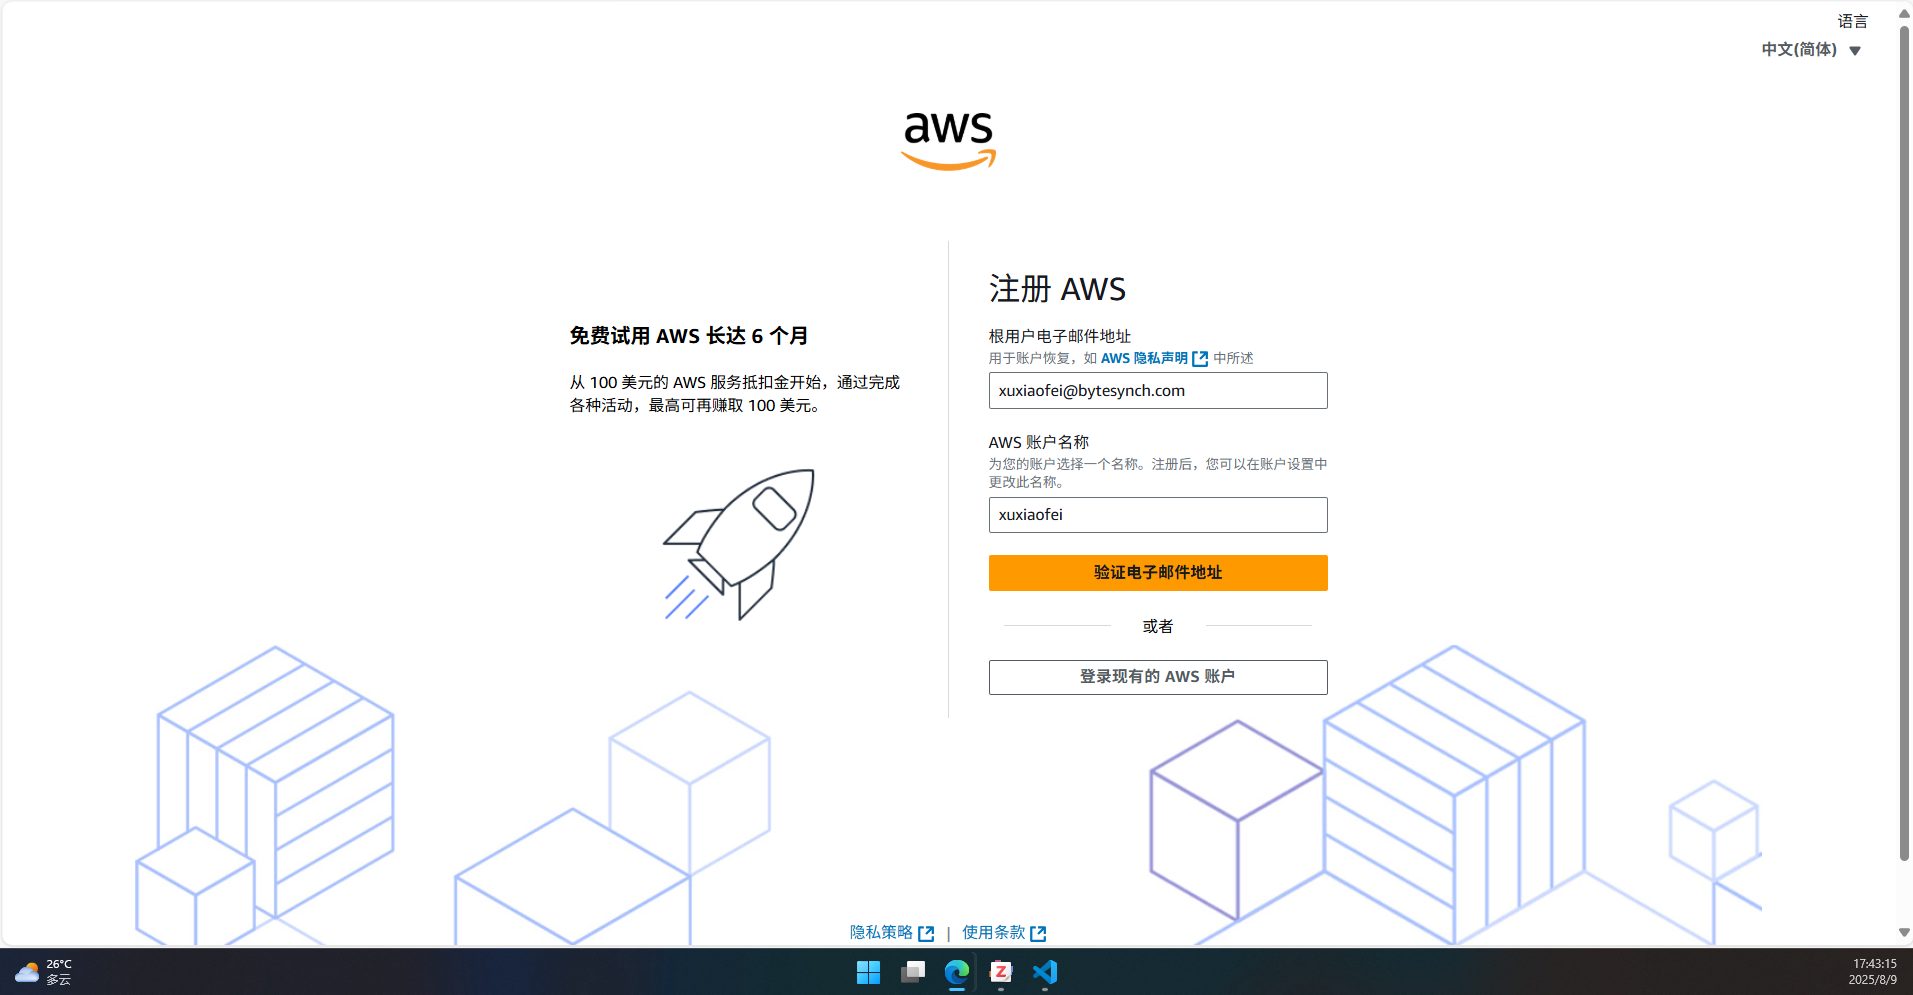 语言
中文(简体)
aws
免费试用 AWS 长达 6 个月
从 100 美元的 AWS 服务抵扣金开始，通过完成
各种活动，最高可再赚取 100 美元。
注册 AWS
根用户电子邮件地址
用于账户恢复，如 AWS 隐私声明 中所述
xuxiaofei@bytesynch.com
AWS 账户名称
为您的账户选择一个名称。注册后，您可以在账户设置中
更改此名称。
xuxiaofei
验证电子邮件地址
或者
登录现有的 AWS 账户
隐私策略 | 使用条款
26°C
多云
Z
17:43:15
2025/8/9